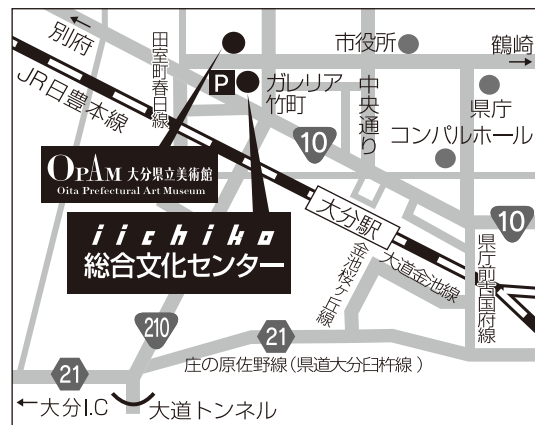 別府
田室町春日線
市役所
鶴崎
P
ガレリア
竹町
中央通り
県庁
コンパルホール
JR日豊本線
10
OPAM 大分県立美術館
Oita Prefectural Art Museum
iichiko
総合文化センター
大分駅
10
大道金池線
金池桜ヶ丘線
県庁前古国府線
210
21
庄の原佐野線(県道大分臼杵線)
21
大分I.C
大道トンネル